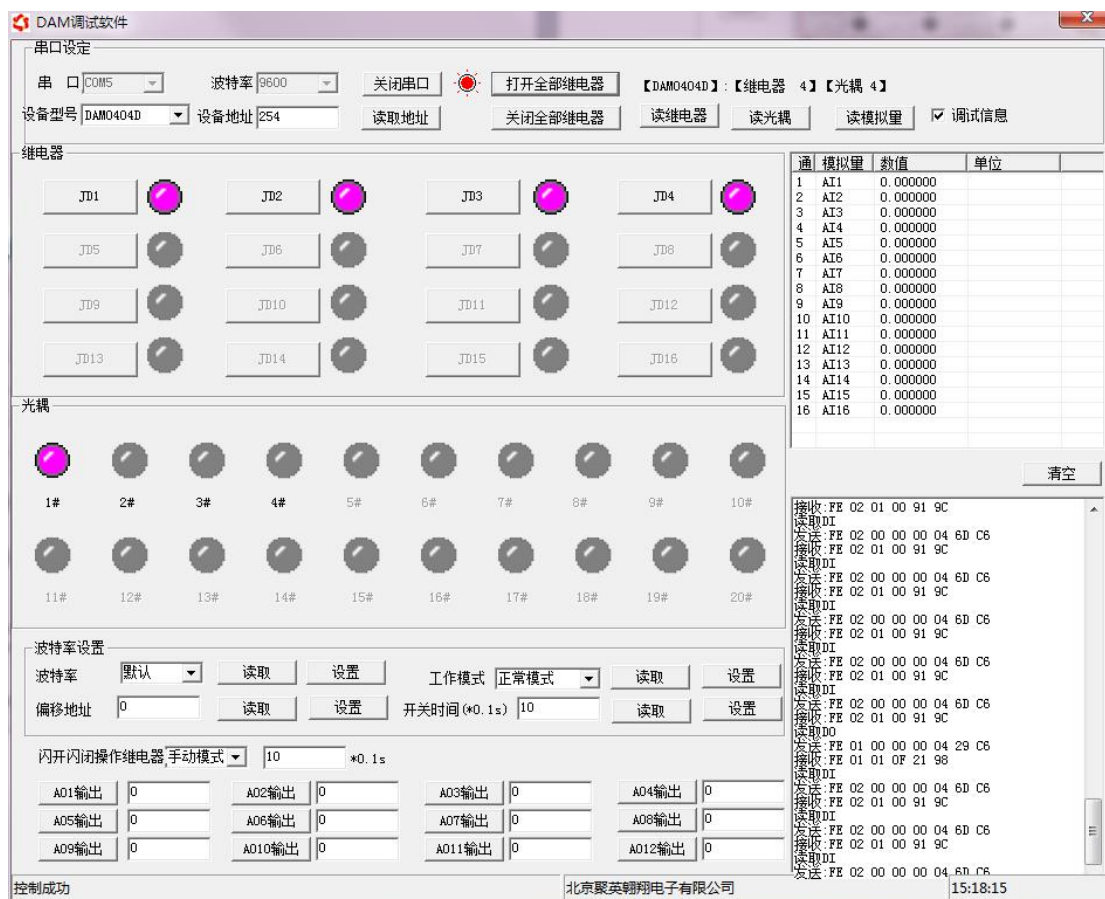 DAM调试软件
串口设定
串 口 COM5 波特率 9600 关闭串口 打开全部继电器 【DAM0404D】:【继电器 4】【光耦 4】
设备型号 DAM0404D 设备地址 254 读取地址 关闭全部继电器 读继电器 读光耦 读模拟量 调试信息
继电器
JD1 JD2 JD3 JD4
JD5 JD6 JD7 JD8
JD9 JD10 JD11 JD12
JD13 JD14 JD15 JD16
通 模拟量 数值 单位
1 AI1 0.000000
2 AI2 0.000000
3 AI3 0.000000
4 AI4 0.000000
5 AI5 0.000000
6 AI6 0.000000
7 AI7 0.000000
8 AI8 0.000000
9 AI9 0.000000
10 AI10 0.000000
11 AI11 0.000000
12 AI12 0.000000
13 AI13 0.000000
14 AI14 0.000000
15 AI15 0.000000
16 AI16 0.000000
光耦
1# 2# 3# 4# 5# 6# 7# 8# 9# 10#
11# 12# 13# 14# 15# 16# 17# 18# 19# 20#
清空
接收:FE 02 01 00 91 9C
读取DI
发送:FE 02 00 00 00 04 6D C6
接收:FE 02 01 00 91 9C
读取DI
发送:FE 02 00 00 00 04 6D C6
接收:FE 02 01 00 91 9C
读取DI
发送:FE 02 00 00 00 04 6D C6
接收:FE 02 01 00 91 9C
读取DI
发送:FE 02 00 00 00 04 6D C6
接收:FE 02 01 00 91 9C
读取DI
发送:FE 02 00 00 00 04 6D C6
接收:FE 02 01 00 91 9C
读取DO
发送:FE 01 00 00 00 04 29 C6
接收:FE 01 01 0F 21 98
读取DI
发送:FE 02 00 00 00 04 6D C6
接收:FE 02 01 00 91 9C
读取DI
发送:FE 02 00 00 00 04 6D C6
接收:FE 02 01 00 91 9C
读取DI
发送:FE 02 00 00 00 04 6D C6
波特率设置
波特率 默认 读取 设置 工作模式 正常模式 读取 设置
偏移地址 0 读取 设置 开关时间(*0.1s) 10 读取 设置
闪开闪闭操作继电器 手动模式 10 *0.1s
AO1输出 0 AO2输出 0 AO3输出 0 AO4输出 0
AO5输出 0 AO6输出 0 AO7输出 0 AO8输出 0
AO9输出 0 AO10输出 0 AO11输出 0 AO12输出 0
控制成功 北京聚英翱翔电子有限公司 15:18:15